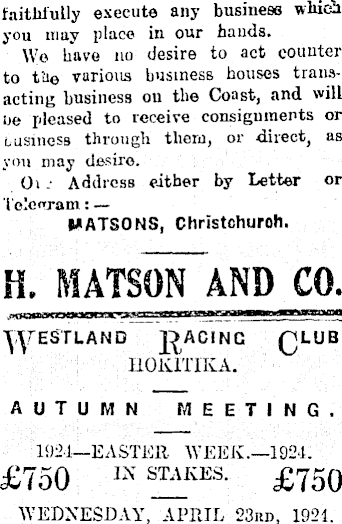 faithfully execute any business which
you may place in our hands.
We have no desire to act counter
to the various business houses trans-
acting business on the Coast, and will
be pleased to receive consignments or
business through them, or direct, as
you may desire.
Our Address either by Letter or
Telegram:—
MATSONS, Christchurch.
H. MATSON AND CO.
WESTLAND RACING CLUB
HOKITIKA.
AUTUMN MEETING.
1924—EASTER WEEK.—1924.
£750 IN STAKES. £750
WEDNESDAY, APRIL 23RD, 1924.